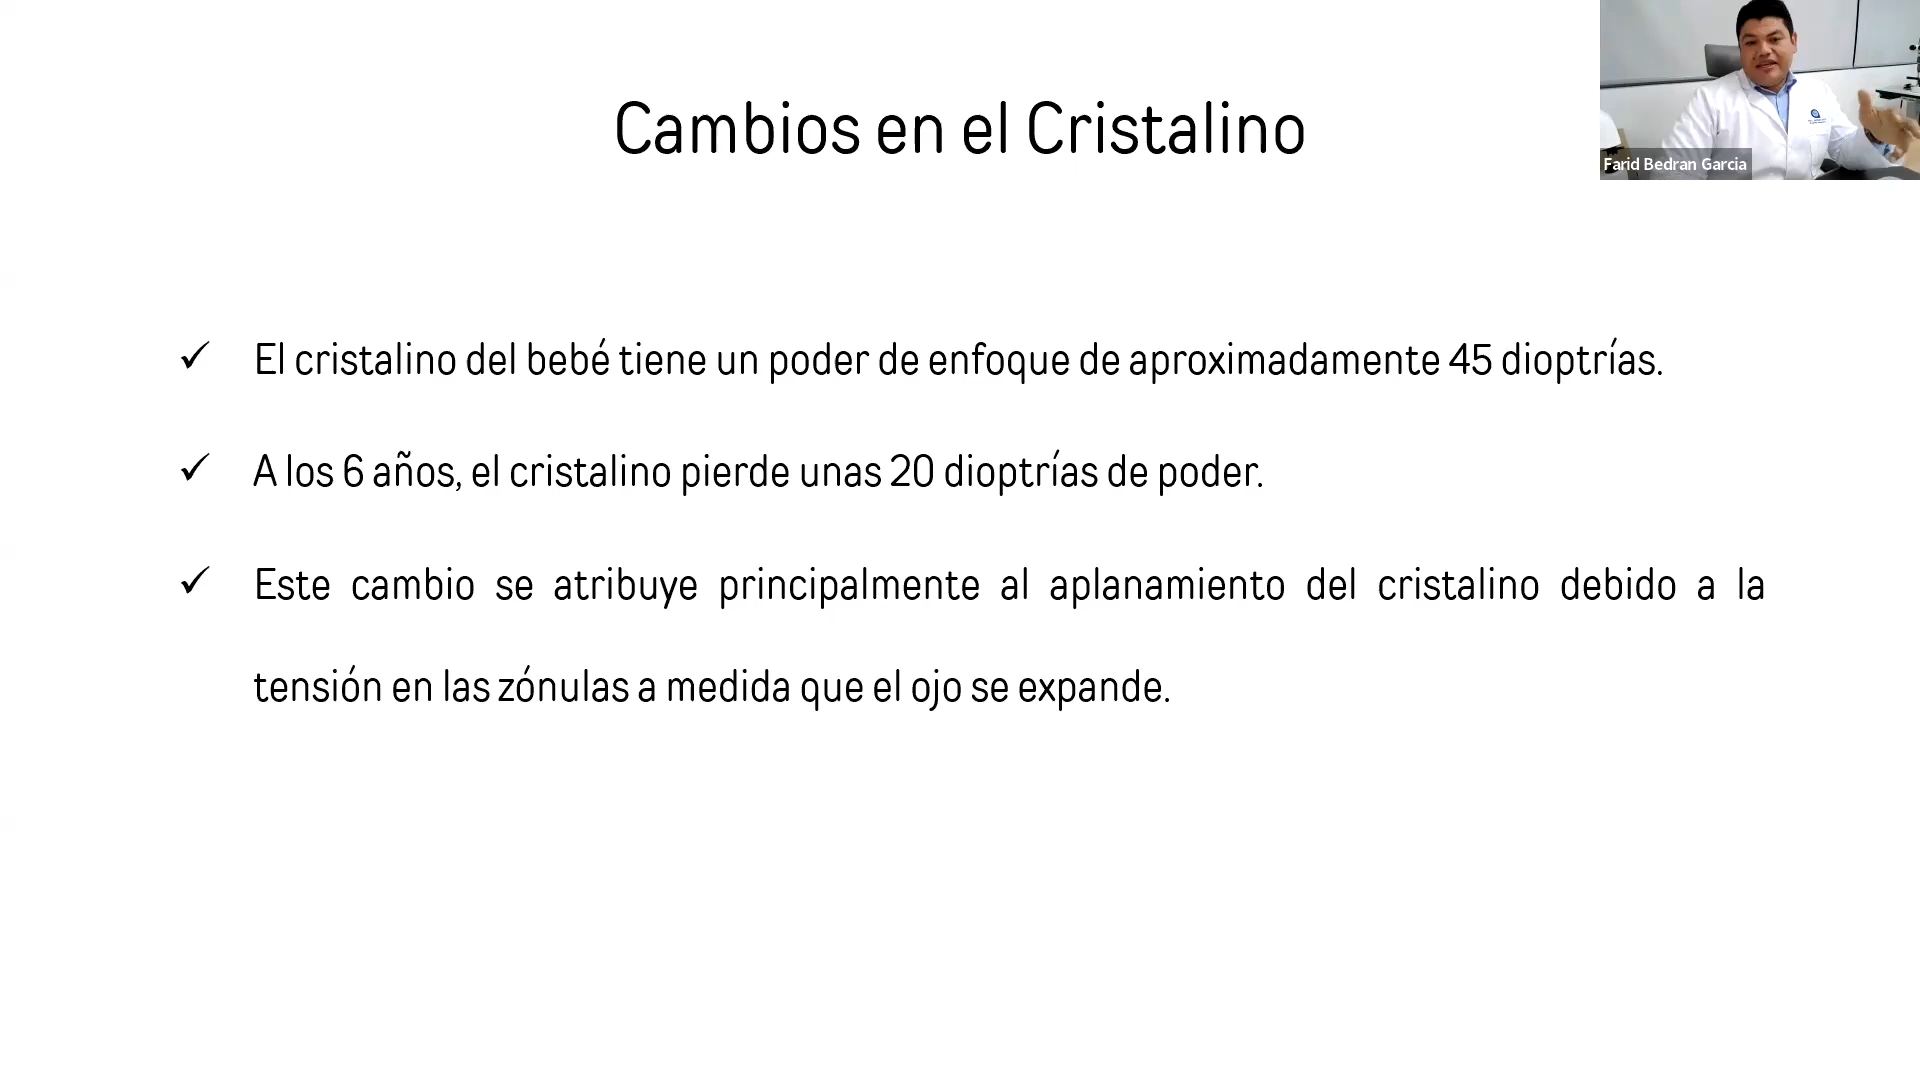 Cambios en el Cristalino
Farid Bedran Garcia
✓ El cristalino del bebé tiene un poder de enfoque de aproximadamente 45 dioptrías.
✓ A los 6 años, el cristalino pierde unas 20 dioptrías de poder.
✓ Este cambio se atribuye principalmente al aplanamiento del cristalino debido a la
tensión en las zónulas a medida que el ojo se expande.